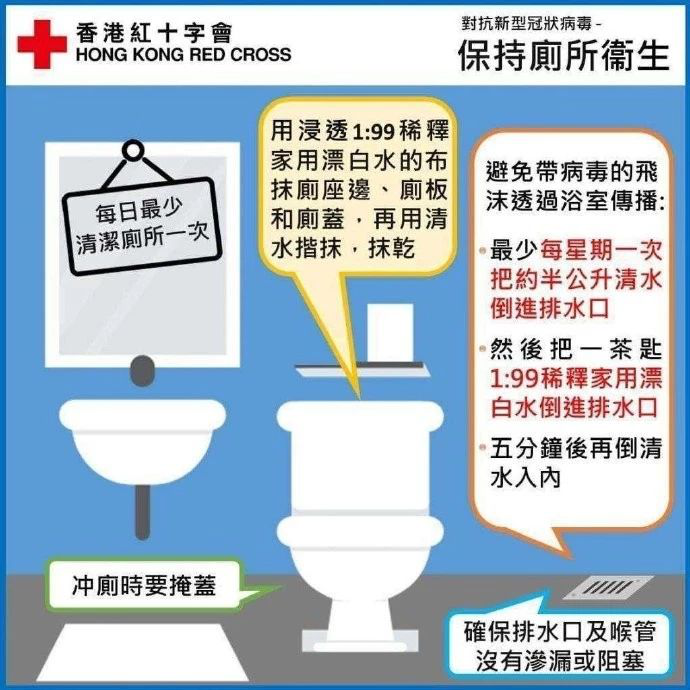 香港紅十字會
HONG KONG RED CROSS
對抗新型冠狀病毒 -
保持廁所衞生
每日最少
清潔廁所一次
用浸透1:99稀釋
家用漂白水的布
抹廁座邊、廁板
和廁蓋，再用清
水揩抹，抹乾
避免帶病毒的飛
沫透過浴室傳播:
•最少每星期一次
把約半公升清水
倒進排水口
•然後把一茶匙
1:99稀釋家用漂
白水倒進排水口
•五分鐘後再倒清
水入內
冲廁時要掩蓋
確保排水口及喉管
沒有滲漏或阻塞